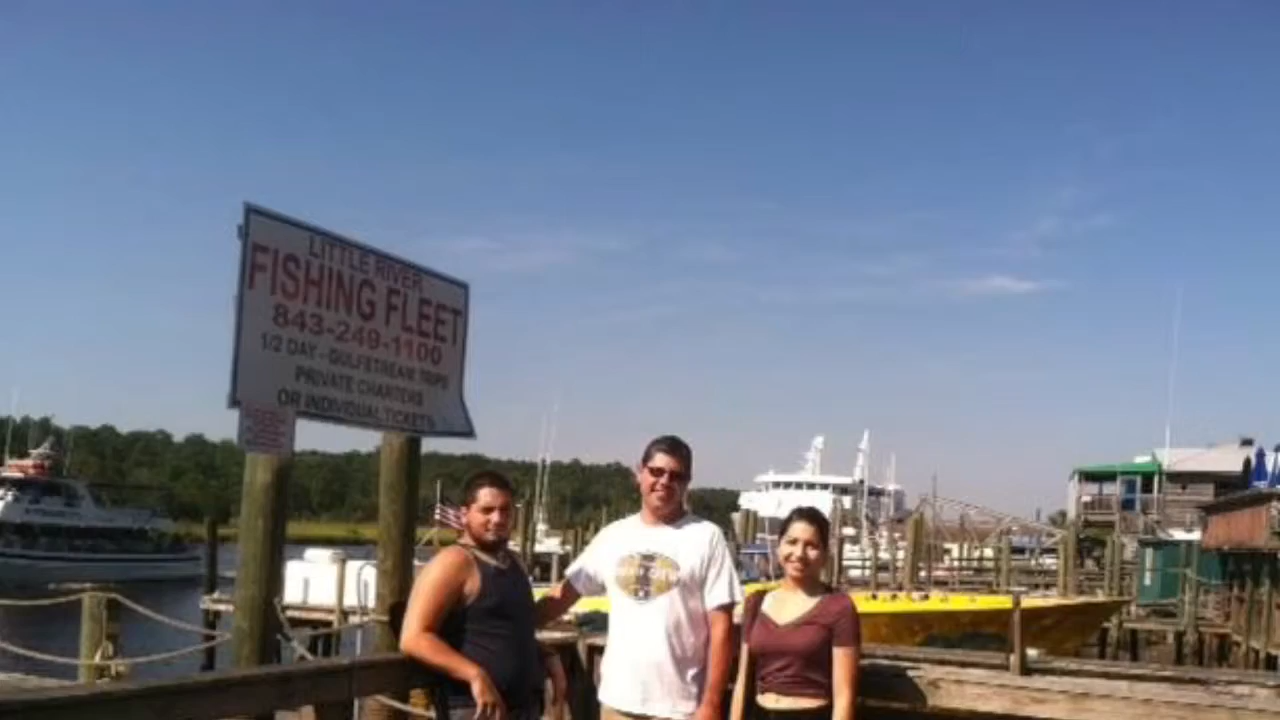 LITTLE RIVER
FISHING FLEET
843-249-1100
1/2 DAY - GULFSTREAM TRIPS
PRIVATE CHARTERS
OR INDIVIDUAL TICKETS